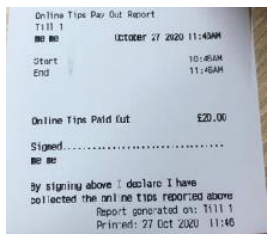 Online Tips Pay Out Report
Till 1
me me October 27 2020 11:43AM
Start 10:46AM
End 11:46AM
Online Tips Paid Out £20.00
Signed................................
me me
By signing above I declare I have
collected the online tips reported above
Report generated on: Till 1
Printed: 27 Oct 2020 11:46